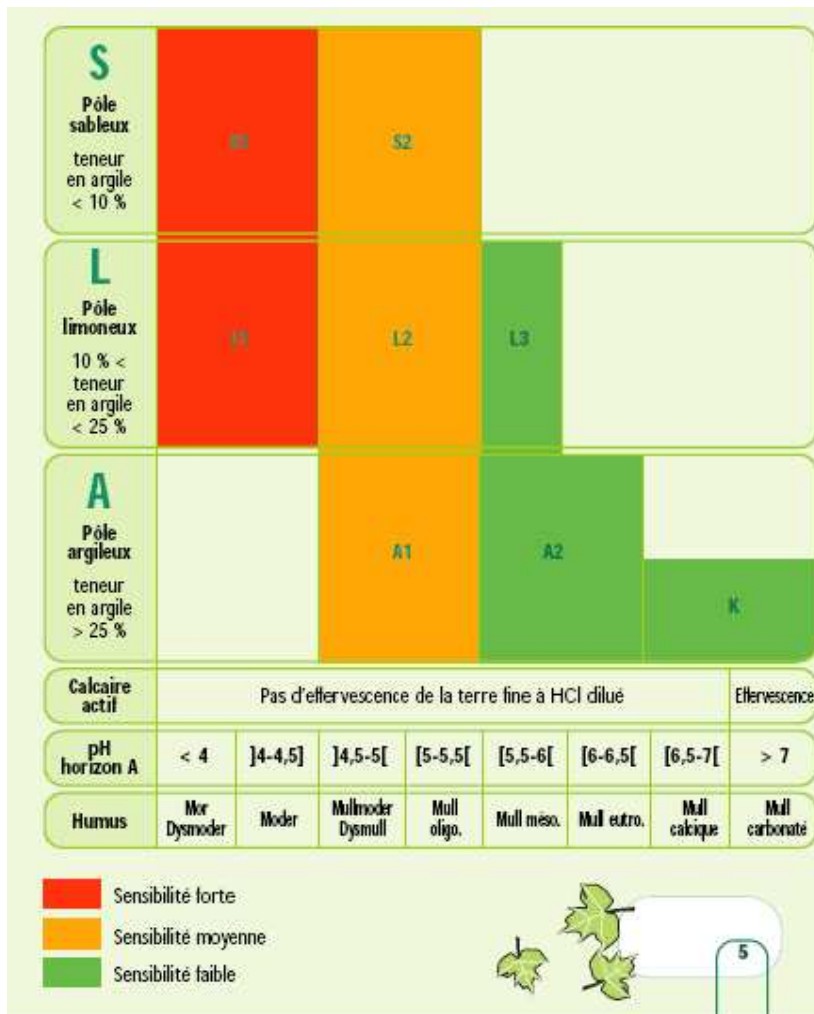 S
Pôle
sableux
teneur
en argile
< 10 %
S2
L
Pôle
limoneux
10 % <
teneur
en argile
< 25 %
L2
L3
A
Pôle
argileux
teneur
en argile
> 25 %
A1
A2
K
Calcaire
actif
Pas d'effervescence de la terre fine à HCl dilué
Effervescence
pH
horizon A
< 4
]4-4,5]
]4,5-5[
[5-5,5[
[5,5-6[
[6-6,5[
[6,5-7[
> 7
Humus
Mor
Dysmoder
Moder
Mullmoder
Dysmull
Mull
oligo.
Mull méso.
Mull eutro.
Mull
calcique
Mull
carbonaté
Sensibilité forte
Sensibilité moyenne
Sensibilité faible
5